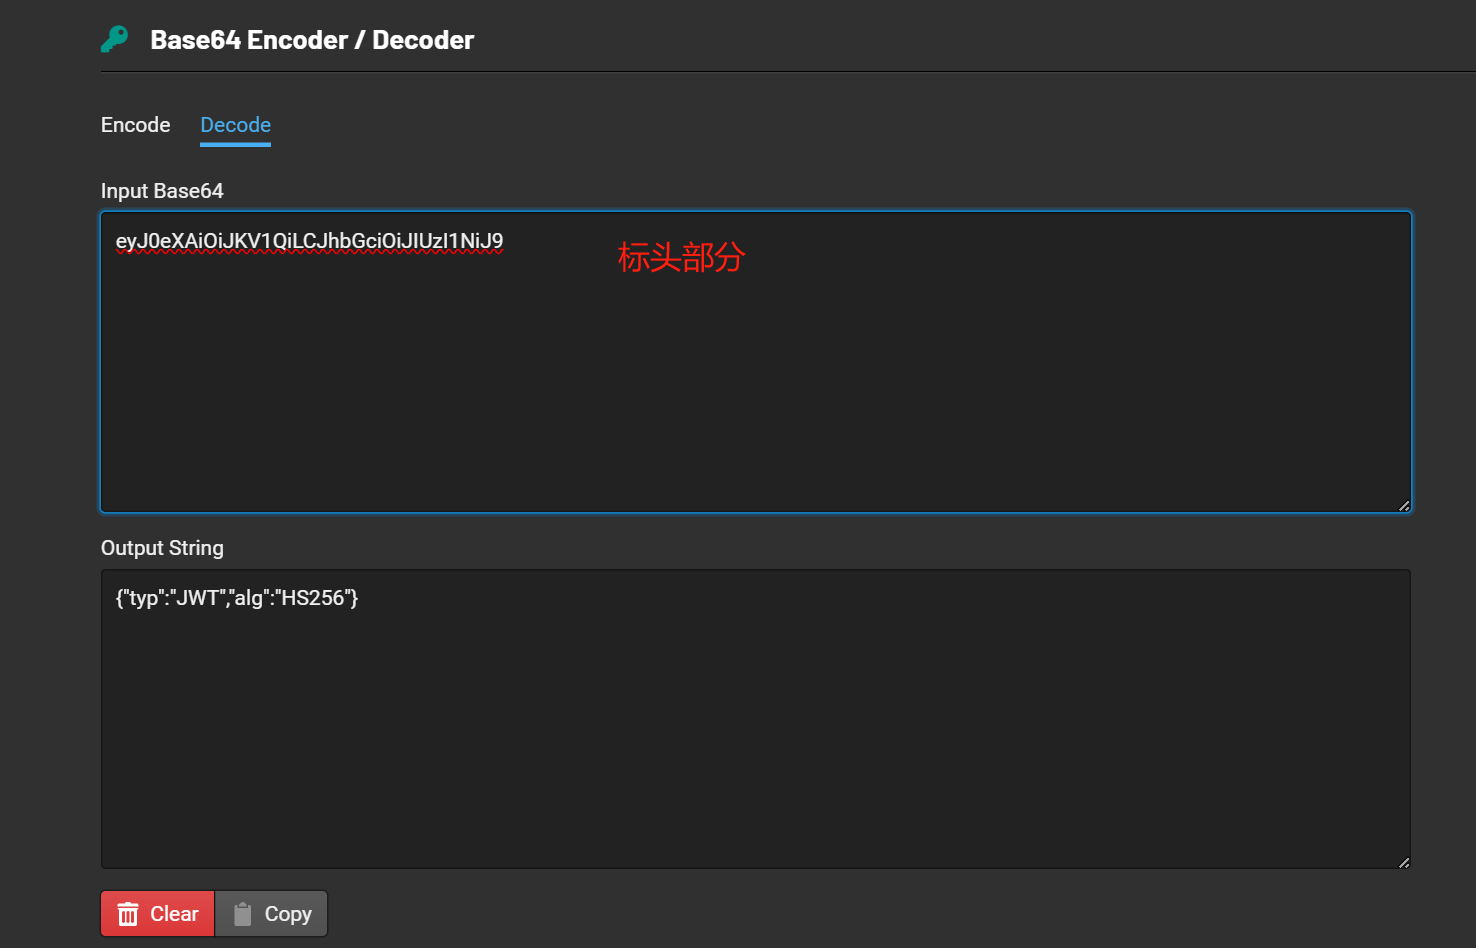 Base64 Encoder / Decoder
Encode Decode
Input Base64
eyJ0eXAiOiJKV1QiLCJhbGciOiJIUzI1NiJ9
标头部分
Output String
{"typ":"JWT","alg":"HS256"}
Clear Copy